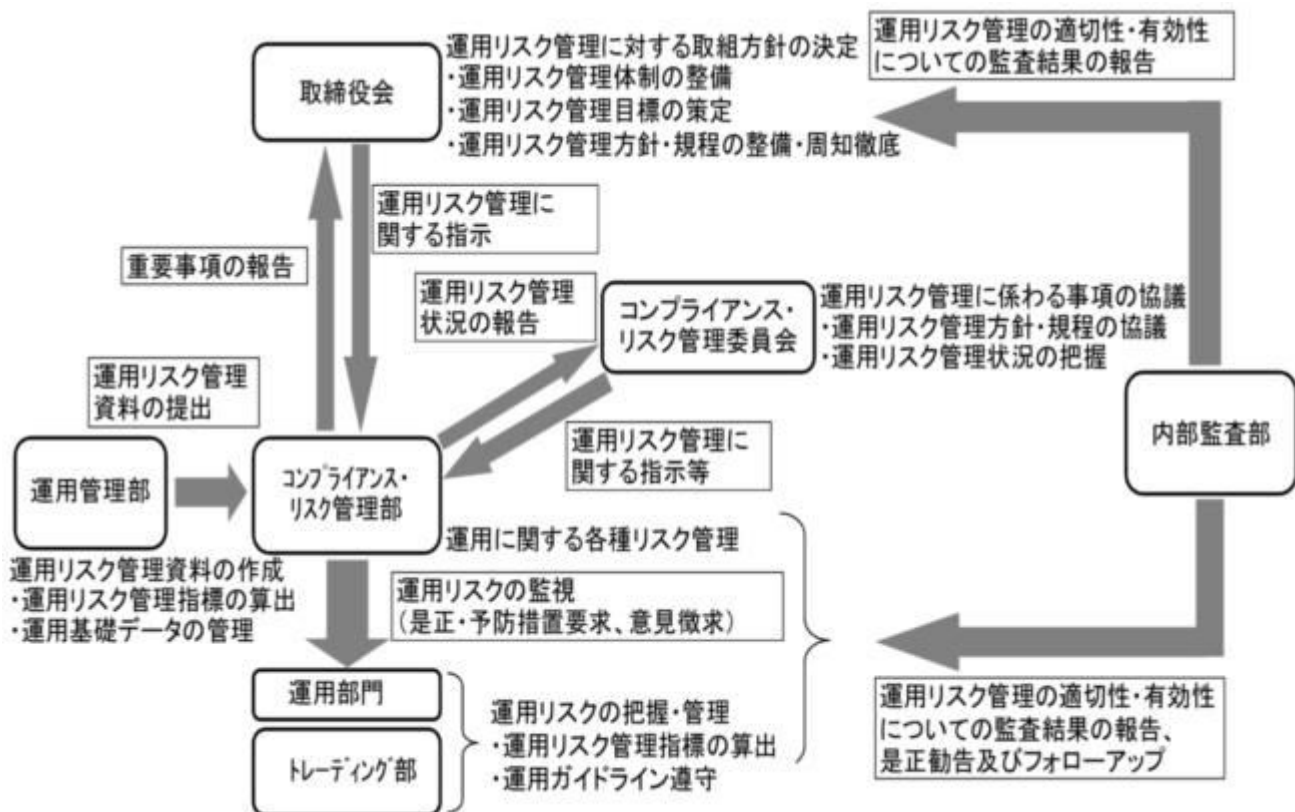 取締役会
運用リスク管理に対する取組方針の決定
・運用リスク管理体制の整備
・運用リスク管理目標の策定
・運用リスク管理方針・規程の整備・周知徹底
運用リスク管理の適切性・有効性
についての監査結果の報告
運用リスク管理に
関する指示
重要事項の報告
運用リスク管理
状況の報告
コンプライアンス・
リスク管理委員会
運用リスク管理に係わる事項の協議
・運用リスク管理方針・規程の協議
・運用リスク管理状況の把握
運用リスク管理
資料の提出
運用リスク管理に
関する指示等
内部監査部
運用管理部
コンプライアンス・
リスク管理部
運用に関する各種リスク管理
運用リスク管理資料の作成
・運用リスク管理指標の算出
・運用基礎データの管理
運用リスクの監視
(是正・予防措置要求、意見徴求)
運用部門
トレーディング部
運用リスクの把握・管理
・運用リスク管理指標の算出
・運用ガイドライン遵守
運用リスク管理の適切性・有効性
についての監査結果の報告、
是正勧告及びフォローアップ